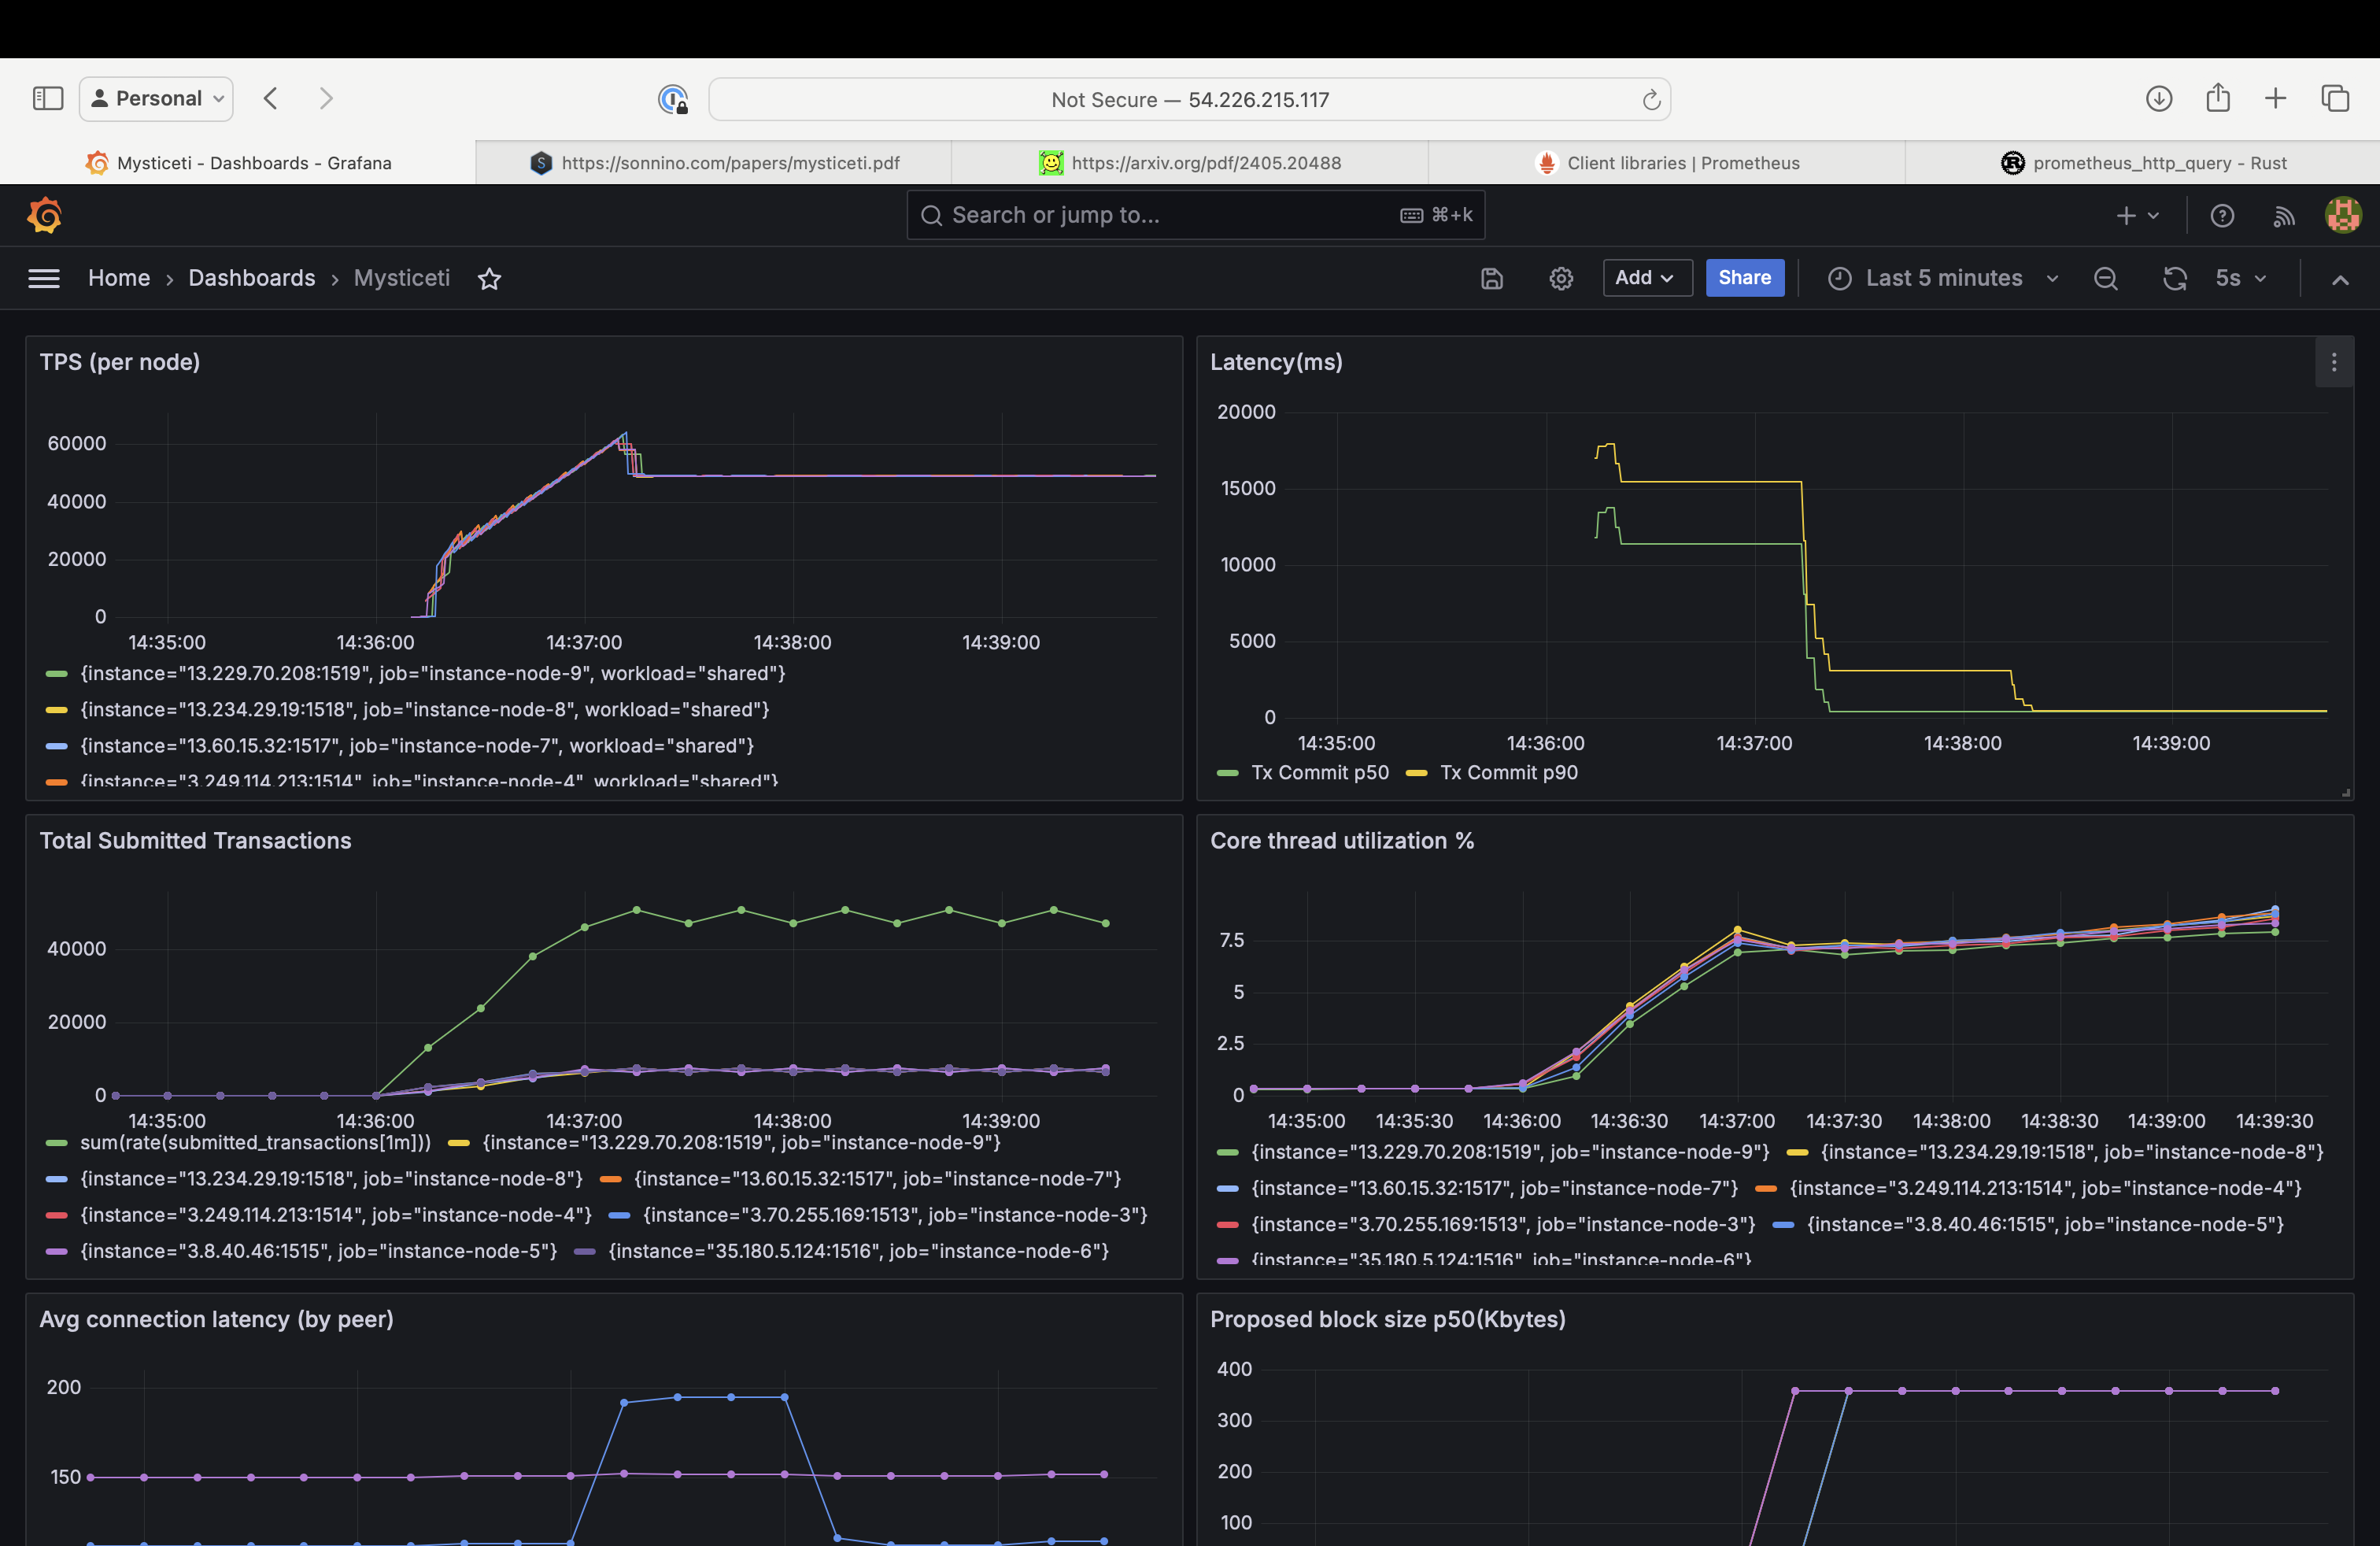 Personal
Not Secure — 54.226.215.117
Mysticeti - Dashboards - Grafana
https://sonnino.com/papers/mysticeti.pdf
https://arxiv.org/pdf/2405.20488
Client libraries | Prometheus
prometheus_http_query - Rust
Search or jump to...
⌘+k
Home › Dashboards › Mysticeti
Add
Share
Last 5 minutes
5s
TPS (per node)
60000
40000
20000
0
14:35:00 14:36:00 14:37:00 14:38:00 14:39:00
{instance="13.229.70.208:1519", job="instance-node-9", workload="shared"}
{instance="13.234.29.19:1518", job="instance-node-8", workload="shared"}
{instance="13.60.15.32:1517", job="instance-node-7", workload="shared"}
{instance="3.249.114.213:1514", job="instance-node-4", workload="shared"}
Latency(ms)
20000
15000
10000
5000
0
14:35:00 14:36:00 14:37:00 14:38:00 14:39:00
Tx Commit p50 Tx Commit p90
Total Submitted Transactions
40000
20000
0
14:35:00 14:36:00 14:37:00 14:38:00 14:39:00
sum(rate(submitted_transactions[1m])) {instance="13.229.70.208:1519", job="instance-node-9"}
{instance="13.234.29.19:1518", job="instance-node-8"} {instance="13.60.15.32:1517", job="instance-node-7"}
{instance="3.249.114.213:1514", job="instance-node-4"} {instance="3.70.255.169:1513", job="instance-node-3"}
{instance="3.8.40.46:1515", job="instance-node-5"} {instance="35.180.5.124:1516", job="instance-node-6"}
Core thread utilization %
7.5
5
2.5
0
14:35:00 14:35:30 14:36:00 14:36:30 14:37:00 14:37:30 14:38:00 14:38:30 14:39:00 14:39:30
{instance="13.229.70.208:1519", job="instance-node-9"} {instance="13.234.29.19:1518", job="instance-node-8"}
{instance="13.60.15.32:1517", job="instance-node-7"} {instance="3.249.114.213:1514", job="instance-node-4"}
{instance="3.70.255.169:1513", job="instance-node-3"} {instance="3.8.40.46:1515", job="instance-node-5"}
{instance="35.180.5.124:1516", job="instance-node-6"}
Avg connection latency (by peer)
200
150
Proposed block size p50(Kbytes)
400
300
200
100